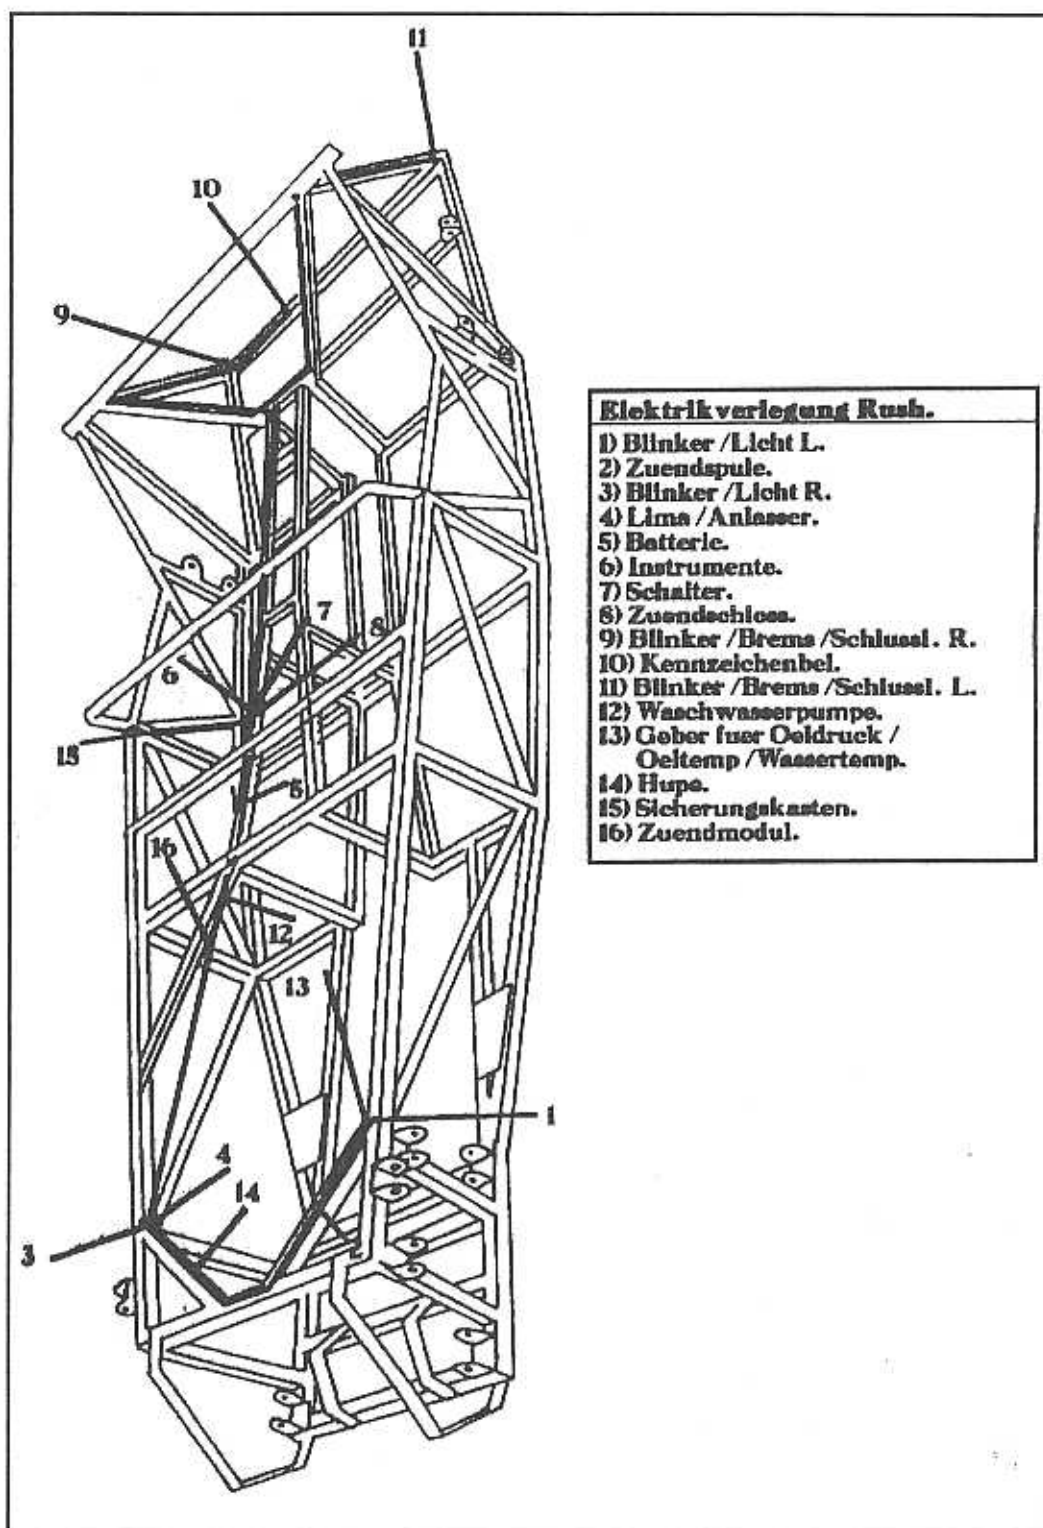 11
10
9
7
8
6
15
5
16
12
13
1
4
14
3
Elektrikverlegung Rush.
1) Blinker /Licht L.
2) Zuendspule.
3) Blinker /Licht R.
4) Lima /Anlasser.
5) Batterie.
6) Instrumente.
7) Schalter.
8) Zuendschloss.
9) Blinker /Brems /Schlussl. R.
10) Kennzeichenbel.
11) Blinker /Brems /Schlussl. L.
12) Waschwasserpumpe.
13) Geber fuer Oeldruck /
Oeltemp /Wassertemp.
14) Hupe.
15) Sicherungskasten.
16) Zuendmodul.